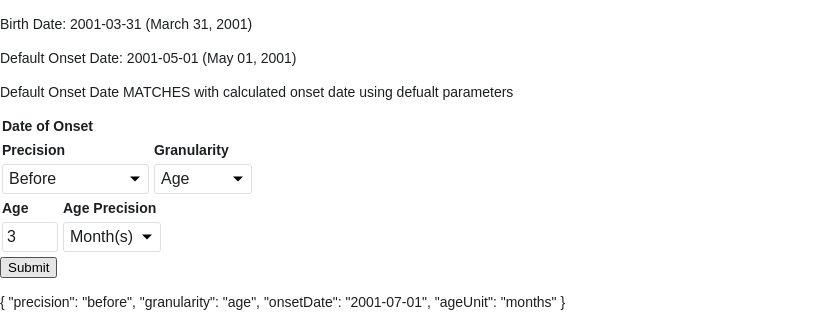 Birth Date: 2001-03-31 (March 31, 2001)
Default Onset Date: 2001-05-01 (May 01, 2001)
Default Onset Date MATCHES with calculated onset date using defualt parameters
Date of Onset
Precision Granularity
Before Age
Age Age Precision
3 Month(s)
Submit
{ "precision": "before", "granularity": "age", "onsetDate": "2001-07-01", "ageUnit": "months" }